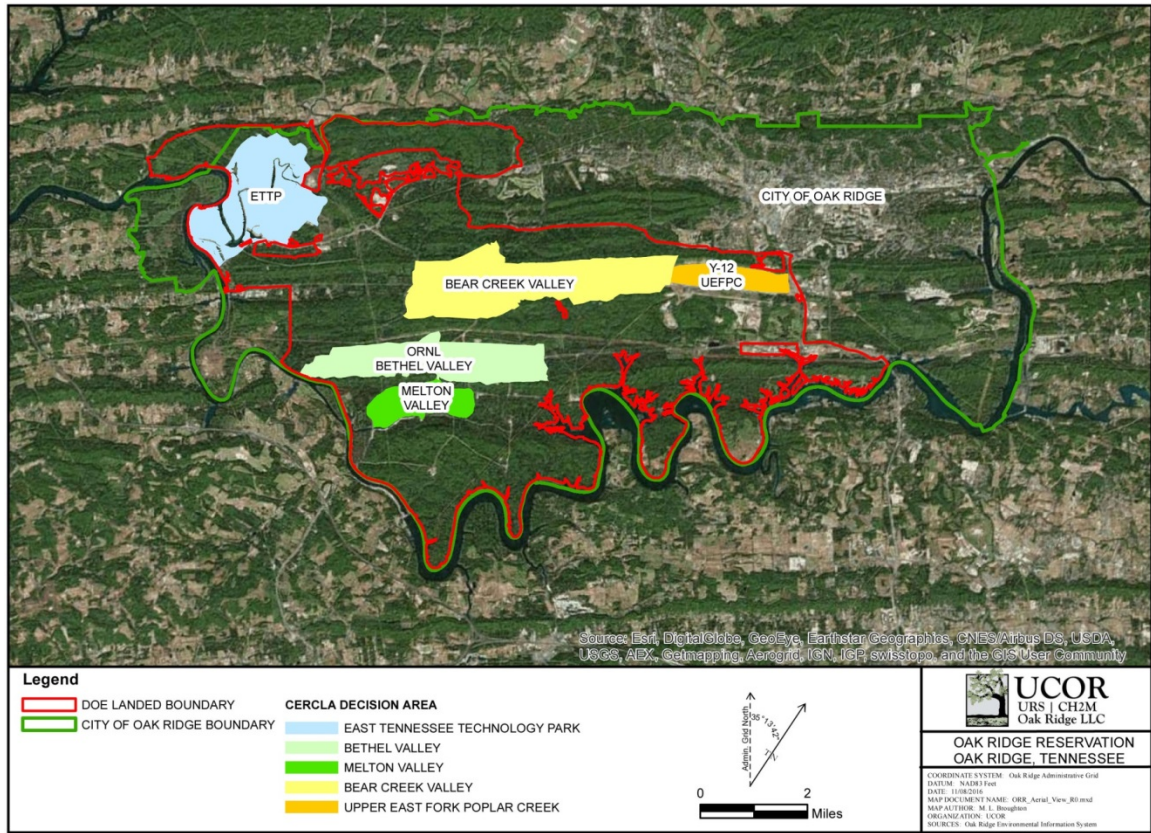 ETTP
CITY OF OAK RIDGE
Y-12
UEFPC
BEAR CREEK VALLEY
ORNL
BETHEL VALLEY
MELTON
VALLEY
Source: Esri, DigitalGlobe, GeoEye, Earthstar Geographics, CNES/Airbus DS, USDA,
USGS, AEX, Getmapping, Aerogrid, IGN, IGP, swisstopo, and the GIS User Community
Legend
DOE LANDED BOUNDARY
CITY OF OAK RIDGE BOUNDARY
CERCLA DECISION AREA
EAST TENNESSEE TECHNOLOGY PARK
BETHEL VALLEY
MELTON VALLEY
BEAR CREEK VALLEY
UPPER EAST FORK POPLAR CREEK
Admin. Grid North
35°13'42"
TN
0 2
Miles
UCOR
URS | CH2M
Oak Ridge LLC
OAK RIDGE RESERVATION
OAK RIDGE, TENNESSEE
COORDINATE SYSTEM: Oak Ridge Administrative Grid
DATUM: NAD83 Feet
DATE: 11/08/2016
MAP DOCUMENT NAME: ORR_Aerial_View_R0.mxd
MAP AUTHOR: M. L. Broughton
ORGANIZATION: UCOR
SOURCES: Oak Ridge Environmental Information System